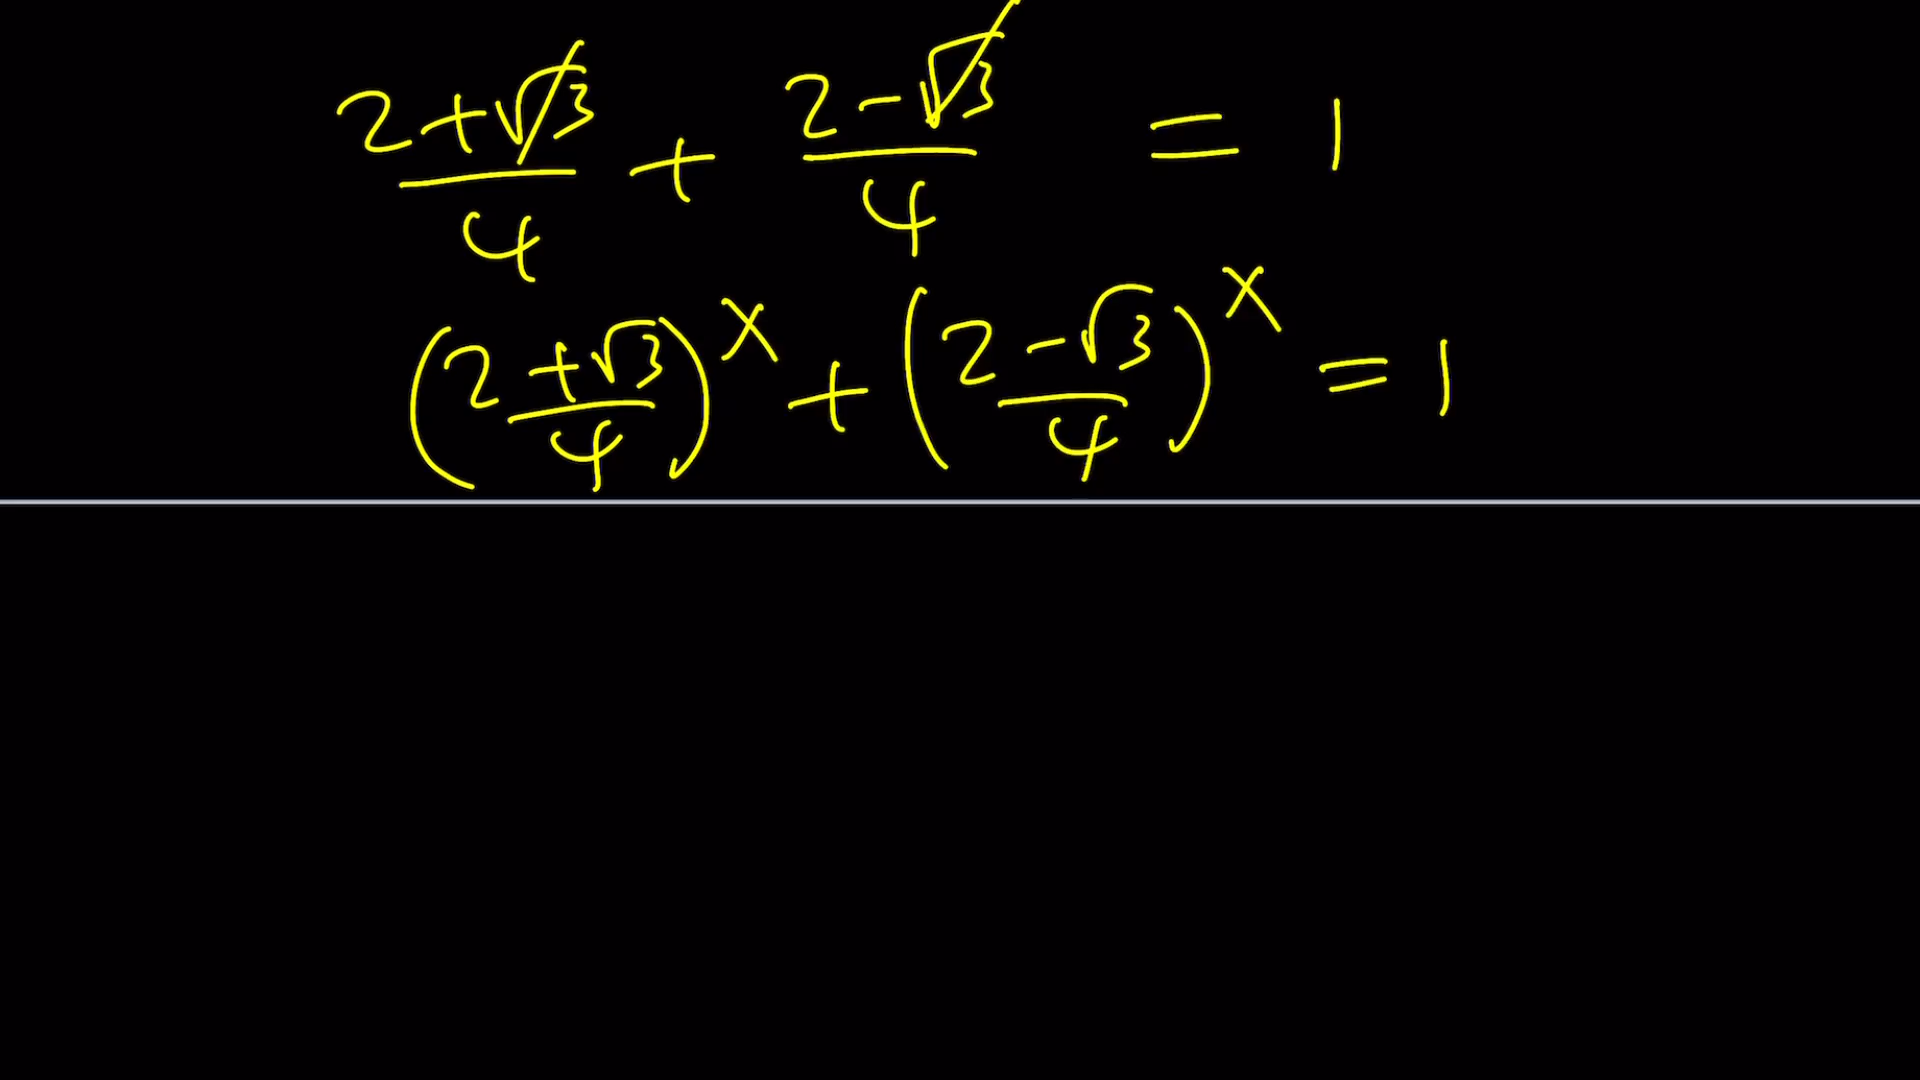 (2+√3)/4 + (2-√3)/4 = 1
((2+√3)/4)^x + ((2-√3)/4)^x = 1